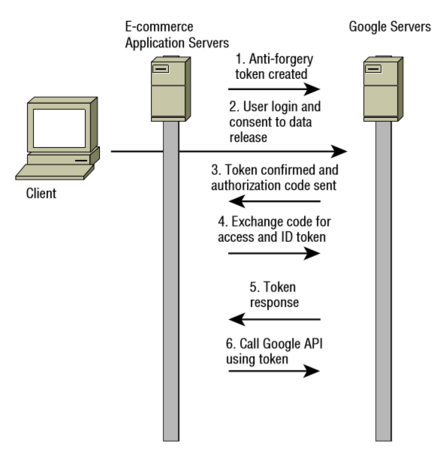 E-commerce
Application Servers
Google Servers
Client
1. Anti-forgery
token created
2. User login and
consent to data
release
3. Token confirmed and
authorization code sent
4. Exchange code for
access and ID token
5. Token
response
6. Call Google API
using token